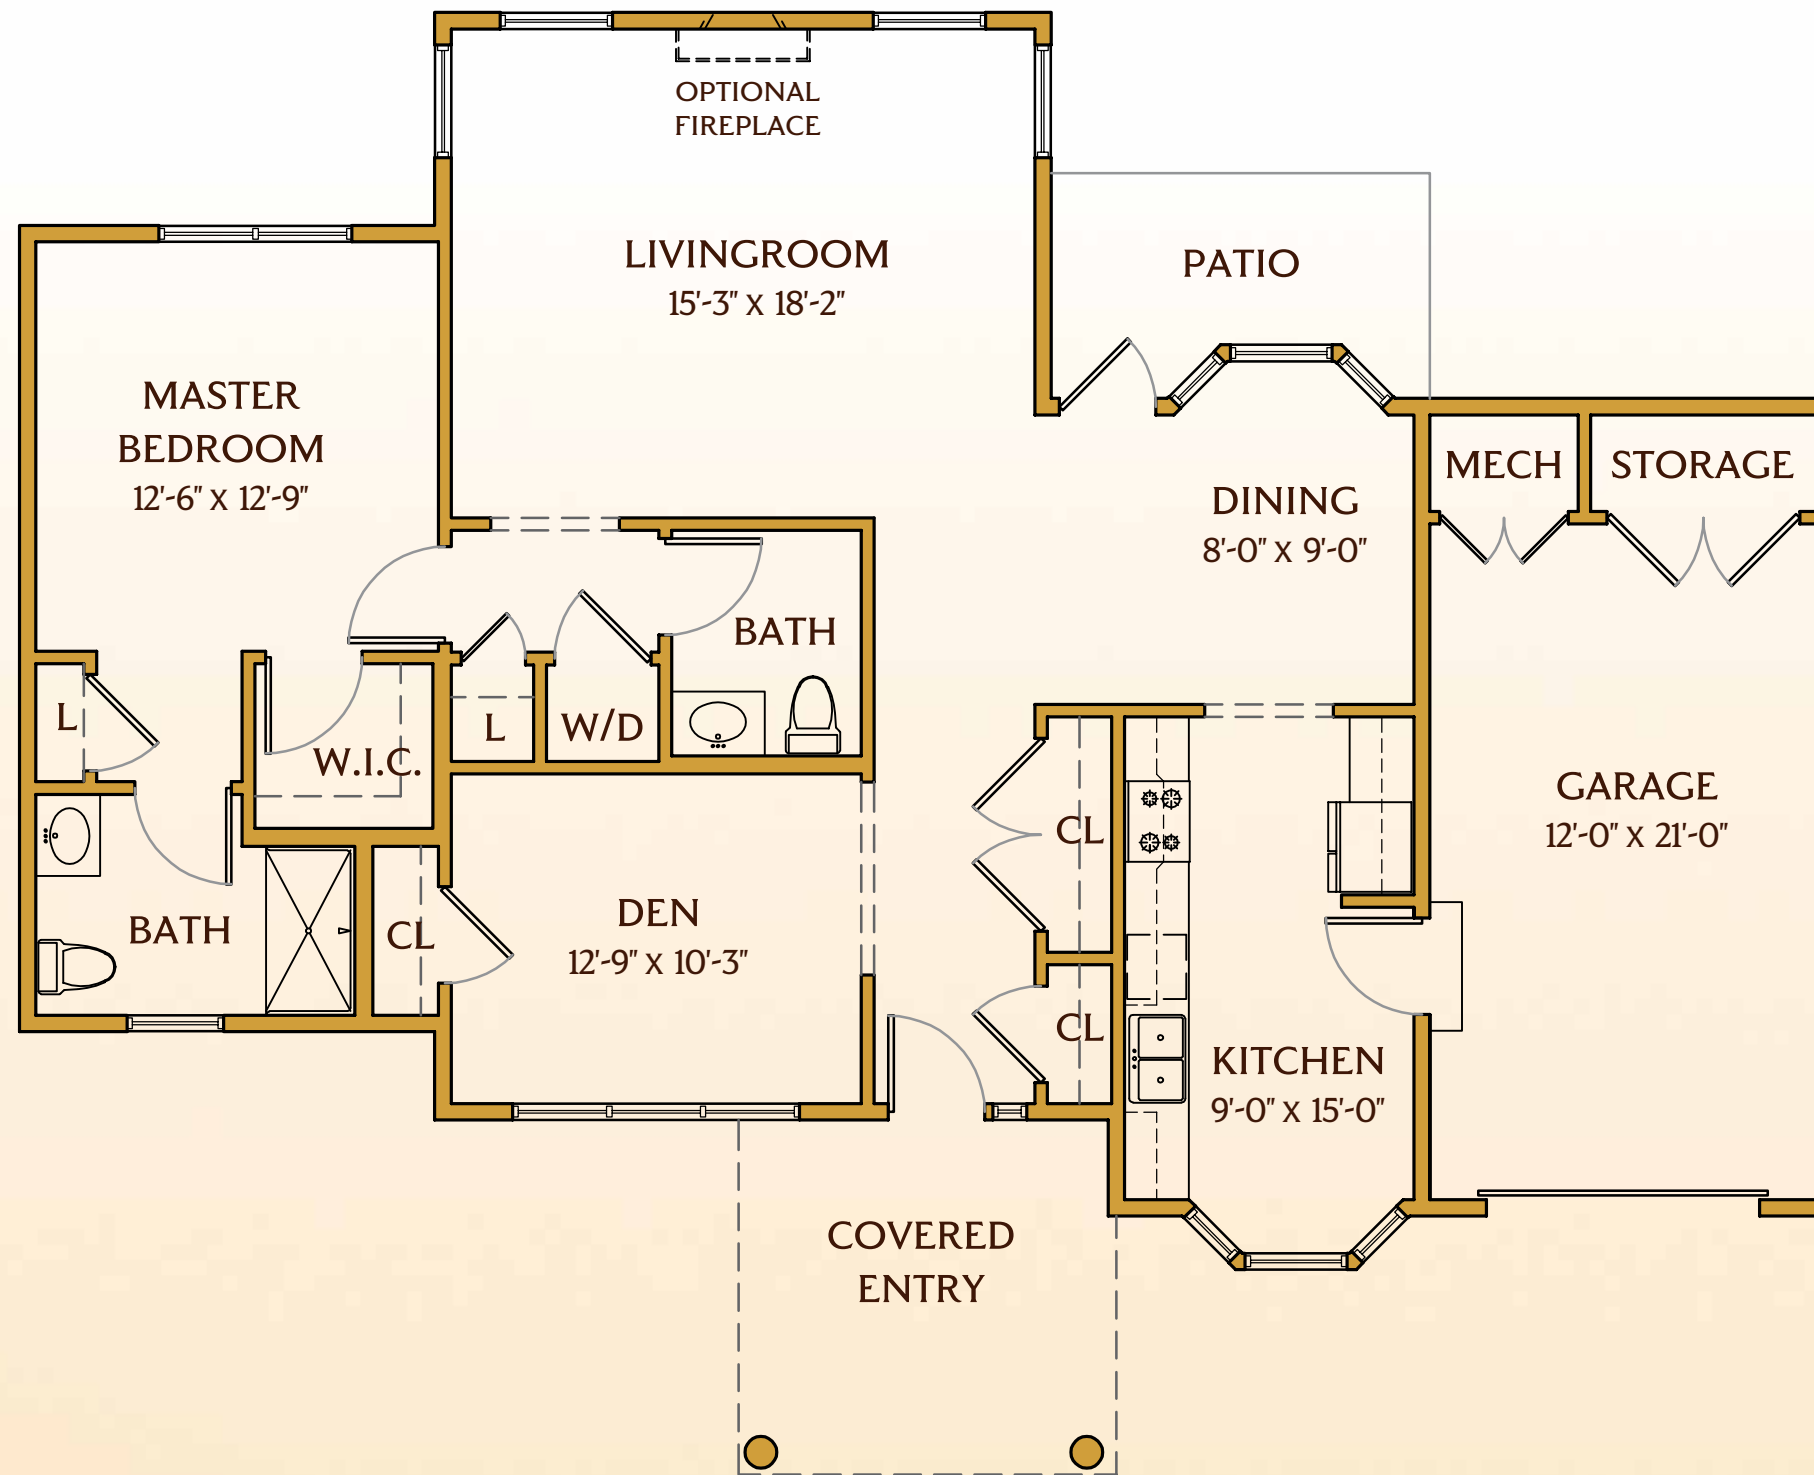 OPTIONAL
FIREPLACE
LIVINGROOM
15'-3" X 18'-2"
PATIO
MASTER
BEDROOM
12'-6" X 12'-9"
MECH
STORAGE
DINING
8'-0" X 9'-0"
BATH
L
W.I.C.
L
W/D
GARAGE
12'-0" X 21'-0"
CL
BATH
CL
DEN
12'-9" X 10'-3"
CL
KITCHEN
9'-0" X 15'-0"
COVERED
ENTRY